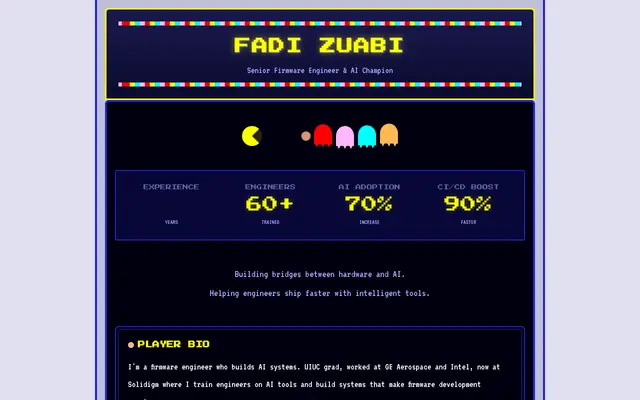 FADI ZUABI
Senior Firmware Engineer & AI Champion
EXPERIENCE ENGINEERS AI ADOPTION CI/CD BOOST
60+ 70% 90%
YEARS TRAINED INCREASE FASTER
Building bridges between hardware and AI.
Helping engineers ship faster with intelligent tools.
PLAYER BIO
I'm a firmware engineer who builds AI systems. UIUC grad, worked at GE Aerospace and Intel, now at
Solidigm where I train engineers on AI tools and build systems that make firmware development